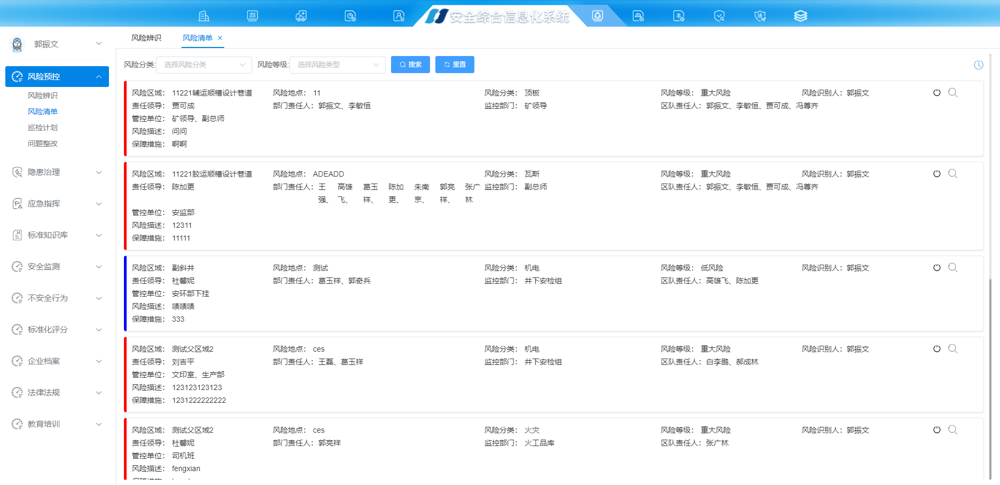 安全综合信息化系统
郭振文
风险预控
风险辨识
风险清单
巡检计划
问题整改
隐患治理
应急指挥
标准知识库
安全监测
不安全行为
标准化评分
企业档案
法律法规
教育培训
风险辨识 风险清单 ×
风险分类: 选择风险分类 风险等级: 选择风险类型 搜索 重置
风险区域： 11221辅运顺槽设计巷道 风险地点： 11 风险分类： 顶板 风险等级： 重大风险 风险识别人：郭振文
责任领导： 贾可成 部门责任人：郭振文、李敏恒 监控部门： 矿领导 区队责任人：郭振文、李敏恒、贾可成、冯尊齐
管控单位： 矿领导、副总师
风险描述： 问问
保障措施： 啊啊
风险区域： 11221胶运顺槽设计巷道 风险地点： ADEADD 风险分类： 瓦斯 风险等级： 重大风险 风险识别人：郭振文
责任领导： 陈加更 部门责任人：王 高雄 葛玉 陈加 朱南 郭亮 张广 监控部门： 副总师 区队责任人：郭振文、李敏恒、贾可成、冯尊齐
强、 飞、 祥、 更、 京、 祥、 林
管控单位： 安监部
风险描述： 12311
保障措施： 11111
风险区域： 副斜井 风险地点： 测试 风险分类： 机电 风险等级： 低风险 风险识别人：郭振文
责任领导： 杜馨妮 部门责任人：葛玉祥、郭奇兵 监控部门： 井下安检组 区队责任人：高雄飞、陈加更
管控单位： 安环部下挂
风险描述： 啧啧啧
保障措施： 333
风险区域： 测试父区域2 风险地点： ces 风险分类： 机电 风险等级： 重大风险 风险识别人：郭振文
责任领导： 刘吉平 部门责任人：王磊、葛玉祥 监控部门： 井下安检组 区队责任人：白李鹏、郝成林
管控单位： 文印室、生产部
风险描述： 123123123123
保障措施： 1231222222222
风险区域： 测试父区域2 风险地点： ces 风险分类： 火灾 风险等级： 重大风险 风险识别人：郭振文
责任领导： 杜馨妮 部门责任人：郭亮祥 监控部门： 火工品库 区队责任人：张广林
管控单位： 司机班
风险描述： fengxian